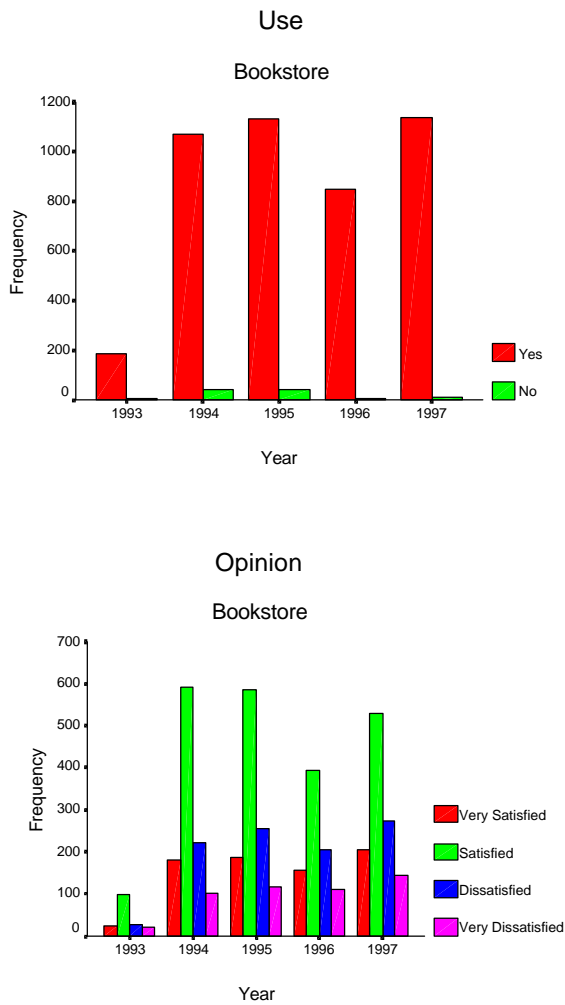 Use
Bookstore
1200
1000
800
600
400
200
0
Frequency
1993 1994 1995 1996 1997
Year
Yes
No
Opinion
Bookstore
700
600
500
400
300
200
100
0
Frequency
1993 1994 1995 1996 1997
Year
Very Satisfied
Satisfied
Dissatisfied
Very Dissatisfied